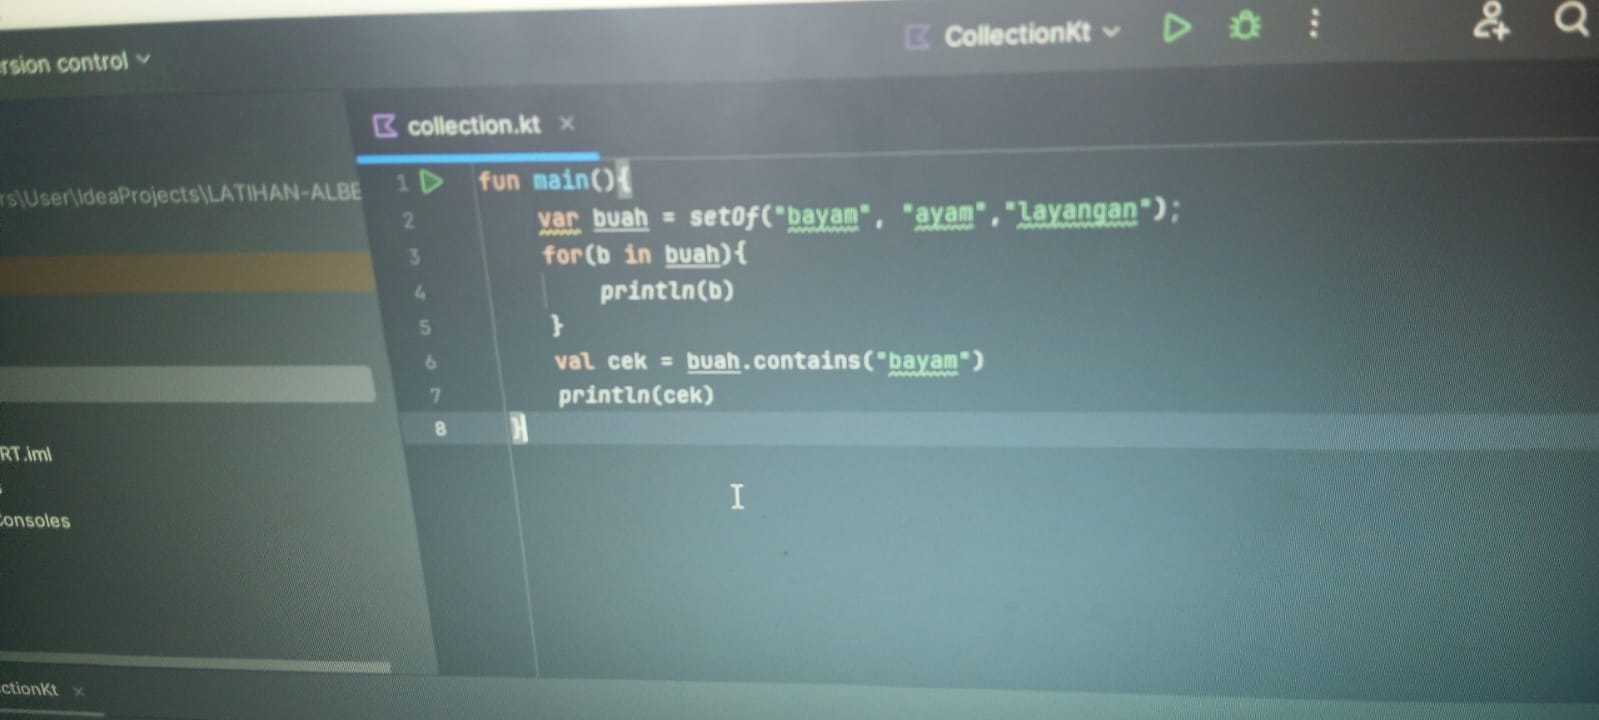 CollectionKt
rsion control
collection.kt
rs\User\IdeaProjects\LATIHAN-ALBE
1 fun main(){
2 var buah = setOf("bayam", "ayam","layangan");
3 for(b in buah){
4 println(b)
5 }
6 val cek = buah.contains("bayam")
7 println(cek)
8 }
RT.iml
Consoles
ctionKt